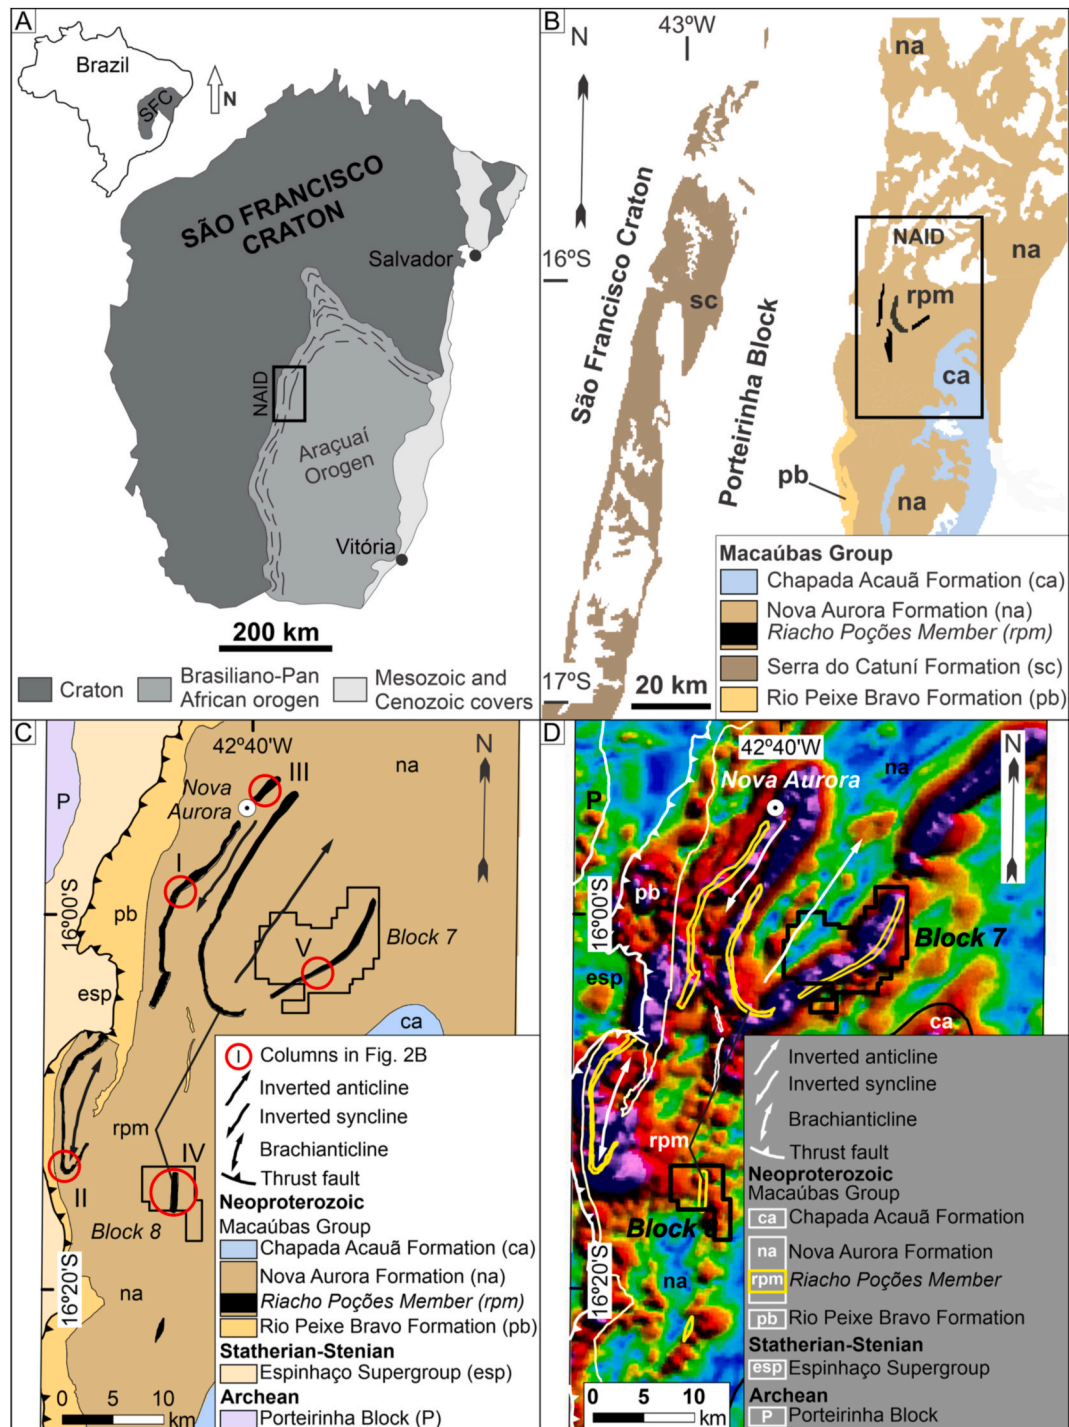 A
Brazil
SFC
N
SÃO FRANCISCO
CRATON
Salvador
NAID
Araçuaí
Orogen
Vitória
200 km
Craton
Brasiliano-Pan
African orogen
Mesozoic and
Cenozoic covers
B
43ºW
N
na
16ºS
São Francisco Craton
sc
Porteirinha Block
NAID
na
rpm
ca
pb
na
17ºS
20 km
Macaúbas Group
Chapada Acauã Formation (ca)
Nova Aurora Formation (na)
Riacho Poções Member (rpm)
Serra do Catuní Formation (sc)
Rio Peixe Bravo Formation (pb)
C
42º40'W
N
na
III
Nova
Aurora
P
I
16º00'S
pb
V
Block 7
esp
ca
rpm
IV
II
Block 8
16º20'S
na
I
Columns in Fig. 2B
Inverted anticline
Inverted syncline
Brachianticline
Thrust fault
Neoproterozoic
Macaúbas Group
Chapada Acauã Formation (ca)
Nova Aurora Formation (na)
Riacho Poções Member (rpm)
Rio Peixe Bravo Formation (pb)
Statherian-Stenian
Espinhaço Supergroup (esp)
Archean
Porteirinha Block (P)
0 5 10
km
D
42º40'W
N
na
Nova Aurora
P
pb
16º00'S
Block 7
esp
ca
rpm
Block 8
16º20'S
na
Inverted anticline
Inverted syncline
Brachianticline
Thrust fault
Neoproterozoic
Macaúbas Group
ca Chapada Acauã Formation
na Nova Aurora Formation
rpm Riacho Poções Member
pb Rio Peixe Bravo Formation
Statherian-Stenian
esp Espinhaço Supergroup
Archean
P Porteirinha Block
0 5 10
km